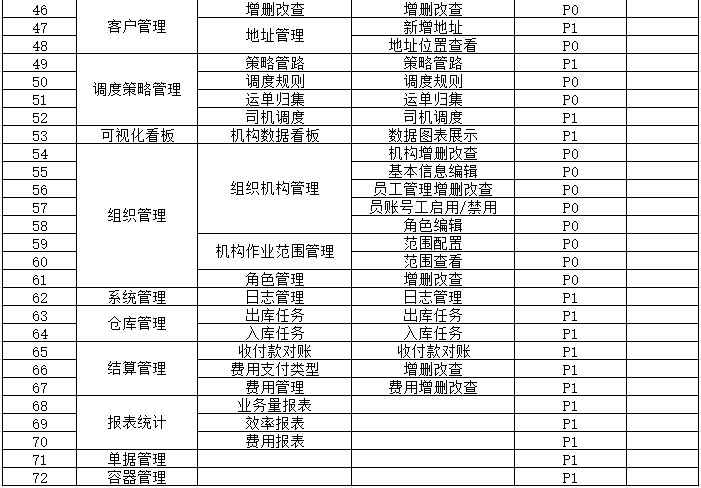 46 客户管理 增删改查 增删改查 P0
47 地址管理 新增地址 P1
48 地址位置查看 P0
49 调度策略管理 策略管路 策略管路 P1
50 调度规则 调度规则 P0
51 运单归集 运单归集 P0
52 司机调度 司机调度 P1
53 可视化看板 机构数据看板 数据图表展示 P1
54 组织管理 组织机构管理 机构增删改查 P0
55 基本信息编辑 P0
56 员工管理增删改查 P0
57 员账号工启用/禁用 P0
58 角色编辑 P0
59 机构作业范围管理 范围配置 P0
60 范围查看 P0
61 角色管理 增删改查 P0
62 系统管理 日志管理 日志管理 P1
63 仓库管理 出库任务 出库任务 P1
64 入库任务 入库任务 P1
65 结算管理 收付款对账 收付款对账 P1
66 费用支付类型 增删改查 P1
67 费用管理 费用增删改查 P1
68 报表统计 业务量报表 P1
69 效率报表 P1
70 费用报表 P1
71 单据管理 P1
72 容器管理 P1